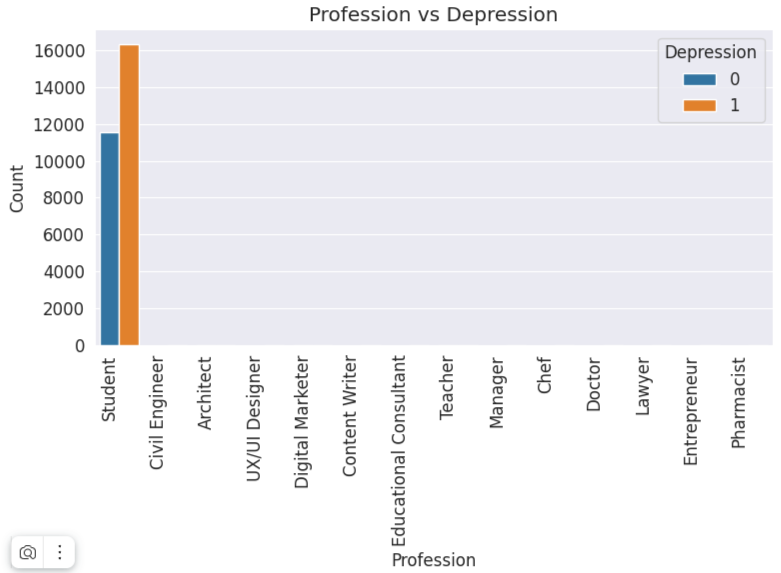 Profession vs Depression
Depression
0
1
16000
14000
12000
10000
8000
6000
4000
2000
0
Count
Student
Civil Engineer
Architect
UX/UI Designer
Digital Marketer
Content Writer
Educational Consultant
Teacher
Manager
Chef
Doctor
Lawyer
Entrepreneur
Pharmacist
Profession